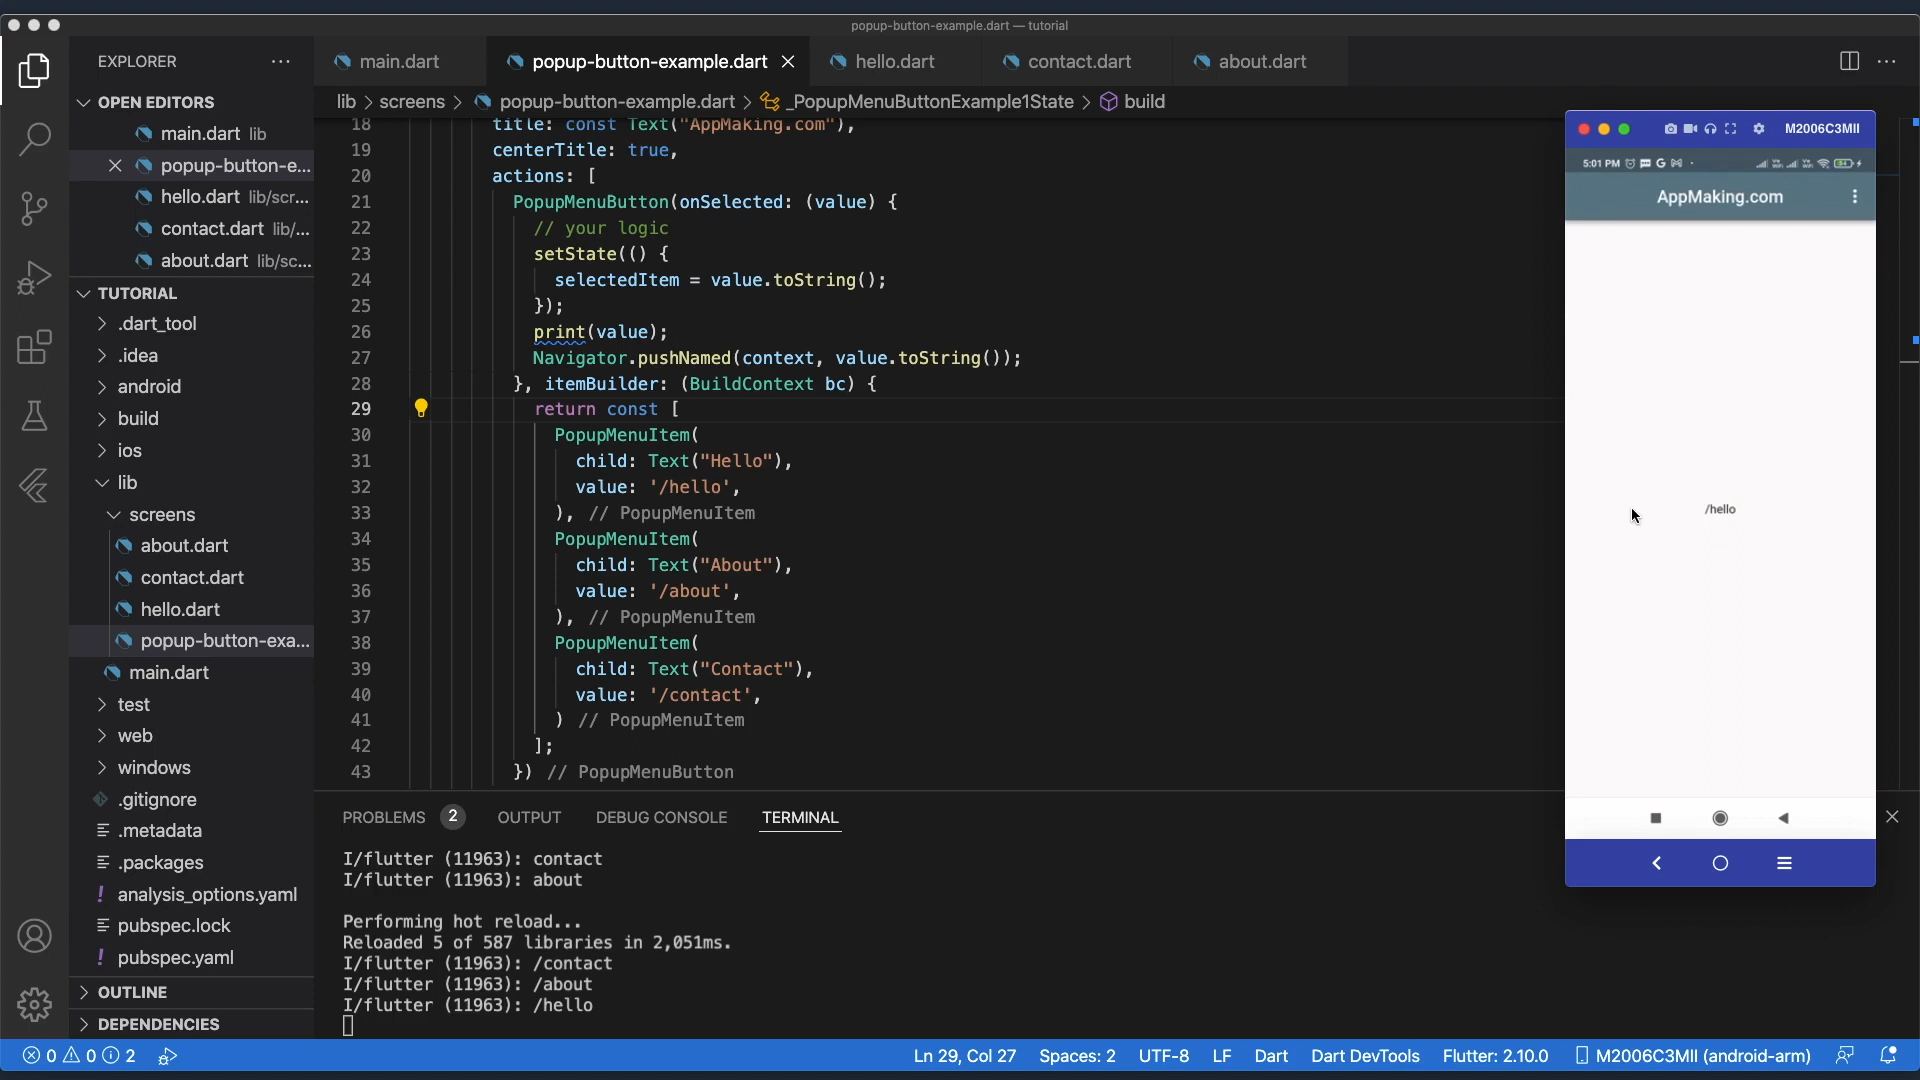 popup-button-example.dart — tutorial
EXPLORER
main.dart
popup-button-example.dart
hello.dart
contact.dart
about.dart
lib > screens > popup-button-example.dart > _PopupMenuButtonExample1State > build
OPEN EDITORS
main.dart lib
popup-button-e...
hello.dart lib/scr...
contact.dart lib/...
about.dart lib/sc...
TUTORIAL
.dart_tool
.idea
android
build
ios
lib
screens
about.dart
contact.dart
hello.dart
popup-button-exa...
main.dart
test
web
windows
.gitignore
.metadata
.packages
analysis_options.yaml
pubspec.lock
pubspec.yaml
OUTLINE
DEPENDENCIES
18 title: const Text("AppMaking.com"),
19 centerTitle: true,
20 actions: [
21 PopupMenuButton(onSelected: (value) {
22 // your logic
23 setState(() {
24 selectedItem = value.toString();
25 });
26 print(value);
27 Navigator.pushNamed(context, value.toString());
28 }, itemBuilder: (BuildContext bc) {
29 return const [
30 PopupMenuItem(
31 child: Text("Hello"),
32 value: '/hello',
33 ), // PopupMenuItem
34 PopupMenuItem(
35 child: Text("About"),
36 value: '/about',
37 ), // PopupMenuItem
38 PopupMenuItem(
39 child: Text("Contact"),
40 value: '/contact',
41 ) // PopupMenuItem
42 ];
43 }) // PopupMenuButton
M2006C3MII
5:01 PM
AppMaking.com
/hello
PROBLEMS 2 OUTPUT DEBUG CONSOLE TERMINAL
I/flutter (11963): contact
I/flutter (11963): about
Performing hot reload...
Reloaded 5 of 587 libraries in 2,051ms.
I/flutter (11963): /contact
I/flutter (11963): /about
I/flutter (11963): /hello
0 0 2 Ln 29, Col 27 Spaces: 2 UTF-8 LF Dart Dart DevTools Flutter: 2.10.0 M2006C3MII (android-arm)